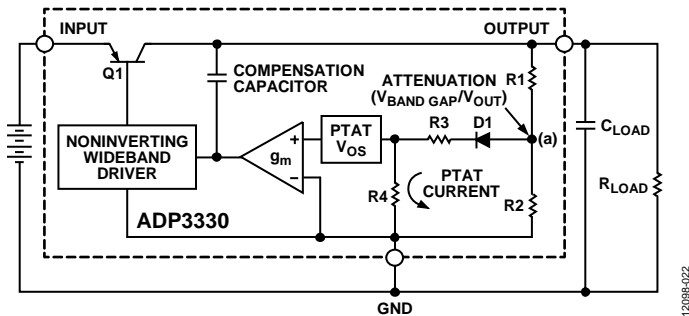 INPUT
OUTPUT
Q1
COMPENSATION
CAPACITOR
ATTENUATION
(VBAND GAP/VOUT)
R1
D1
R3
(a)
PTAT
VOS
NONINVERTING
WIDEBAND
DRIVER
gm
+
−
R4
PTAT
CURRENT
R2
CLOAD
RLOAD
ADP3330
GND
12098-022